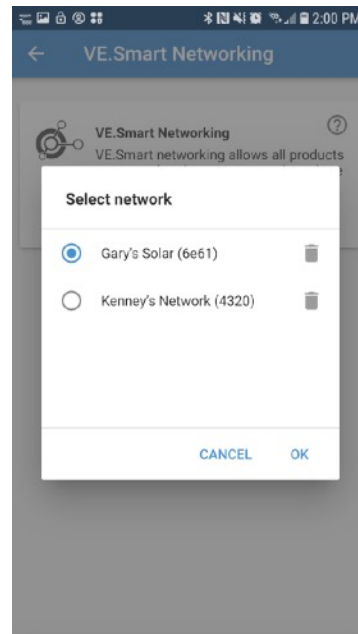 2:00 PM
VE.Smart Networking
VE.Smart Networking
VE.Smart networking allows all products
Select network
Gary's Solar (6e61)
Kenney's Network (4320)
CANCEL OK